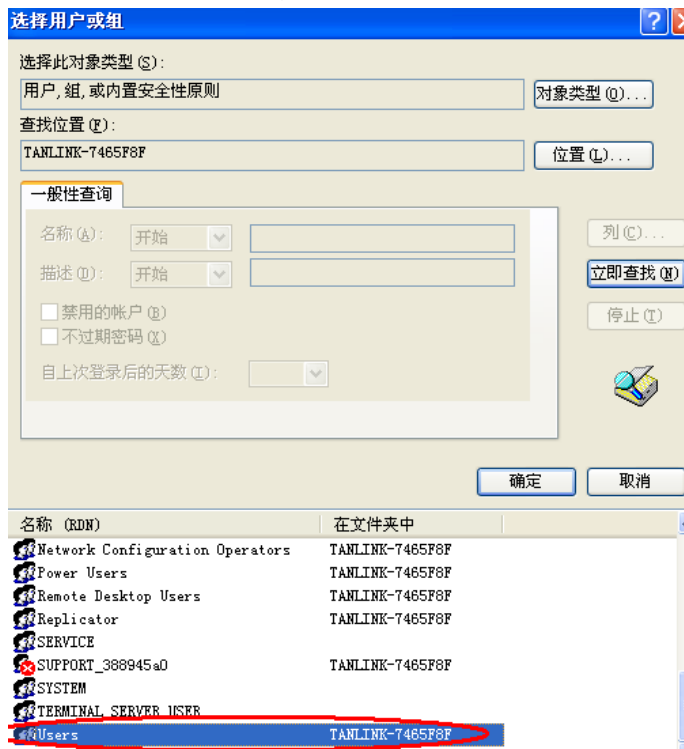 选择用户或组
选择此对象类型(S):
用户,组,或内置安全性原则
对象类型(O)...
查找位置(F):
TANLINK-7465F8F
位置(L)...
一般性查询
名称(A): 开始
列(C)...
描述(D): 开始
立即查找(N)
禁用的帐户(B)
停止(T)
不过期密码(X)
自上次登录后的天数(I):
确定 取消
名称 (RDN) 在文件夹中
Network Configuration Operators TANLINK-7465F8F
Power Users TANLINK-7465F8F
Remote Desktop Users TANLINK-7465F8F
Replicator TANLINK-7465F8F
SERVICE
SUPPORT_388945a0 TANLINK-7465F8F
SYSTEM
TERMINAL SERVER USER
Users TANLINK-7465F8F